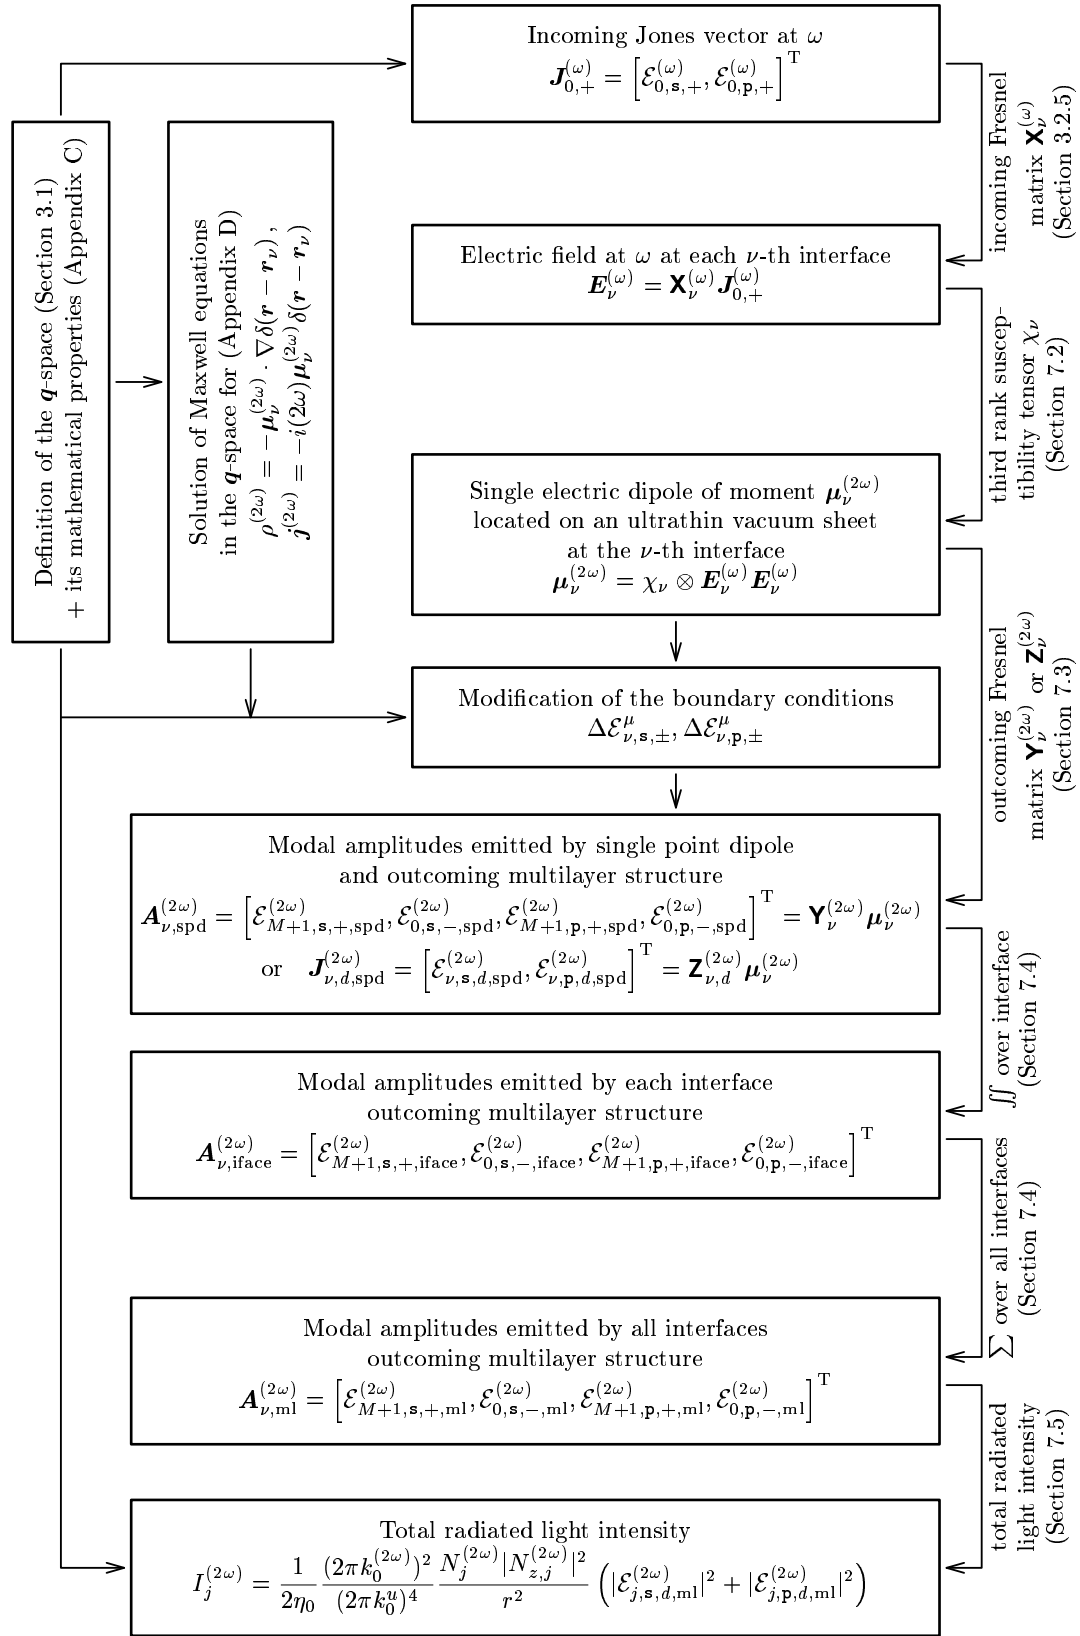 Incoming Jones vector at ω
J_{0,+}^{(ω)} = [ℰ_{0,s,+}^{(ω)}, ℰ_{0,p,+}^{(ω)}]^T
incoming Fresnel
matrix X_ν^{(ω)}
(Section 3.2.5)
Definition of the q-space (Section 3.1)
+ its mathematical properties (Appendix C)
Solution of Maxwell equations
in the q-space for (Appendix D)
ρ^{(2ω)} = −μ_ν^{(2ω)} · ∇δ(r − r_ν),
j^{(2ω)} = −i(2ω)μ_ν^{(2ω)}δ(r − r_ν)
Electric field at ω at each ν-th interface
E_ν^{(ω)} = X_ν^{(ω)} J_{0,+}^{(ω)}
third rank suscep-
tibility tensor χ_ν
(Section 7.2)
Single electric dipole of moment μ_ν^{(2ω)}
located on an ultrathin vacuum sheet
at the ν-th interface
μ_ν^{(2ω)} = χ_ν ⊗ E_ν^{(ω)} E_ν^{(ω)}
outcoming Fresnel
matrix Y_ν^{(2ω)} or Z_ν^{(2ω)}
(Section 7.3)
Modification of the boundary conditions
Δℰ_{ν,s,±}^μ, Δℰ_{ν,p,±}^μ
Modal amplitudes emitted by single point dipole
and outcoming multilayer structure
A_{ν,spd}^{(2ω)} = [ℰ_{M+1,s,+,spd}^{(2ω)}, ℰ_{0,s,−,spd}^{(2ω)}, ℰ_{M+1,p,+,spd}^{(2ω)}, ℰ_{0,p,−,spd}^{(2ω)}]^T = Y_ν^{(2ω)} μ_ν^{(2ω)}
or J_{ν,d,spd}^{(2ω)} = [ℰ_{ν,s,d,spd}^{(2ω)}, ℰ_{ν,p,d,spd}^{(2ω)}]^T = Z_{ν,d}^{(2ω)} μ_ν^{(2ω)}
∬ over interface
(Section 7.4)
Modal amplitudes emitted by each interface
outcoming multilayer structure
A_{ν,iface}^{(2ω)} = [ℰ_{M+1,s,+,iface}^{(2ω)}, ℰ_{0,s,−,iface}^{(2ω)}, ℰ_{M+1,p,+,iface}^{(2ω)}, ℰ_{0,p,−,iface}^{(2ω)}]^T
∑ over all interfaces
(Section 7.4)
Modal amplitudes emitted by all interfaces
outcoming multilayer structure
A_{ν,ml}^{(2ω)} = [ℰ_{M+1,s,+,ml}^{(2ω)}, ℰ_{0,s,−,ml}^{(2ω)}, ℰ_{M+1,p,+,ml}^{(2ω)}, ℰ_{0,p,−,ml}^{(2ω)}]^T
total radiated
light intensity
(Section 7.5)
Total radiated light intensity
I_j^{(2ω)} = \frac{1}{2η_0} \frac{(2πk_0^{(2ω)})^2}{(2πk_0^u)^4} \frac{N_j^{(2ω)}|N_{z,j}^{(2ω)}|^2}{r^2} (|ℰ_{j,s,d,ml}^{(2ω)}|^2 + |ℰ_{j,p,d,ml}^{(2ω)}|^2)